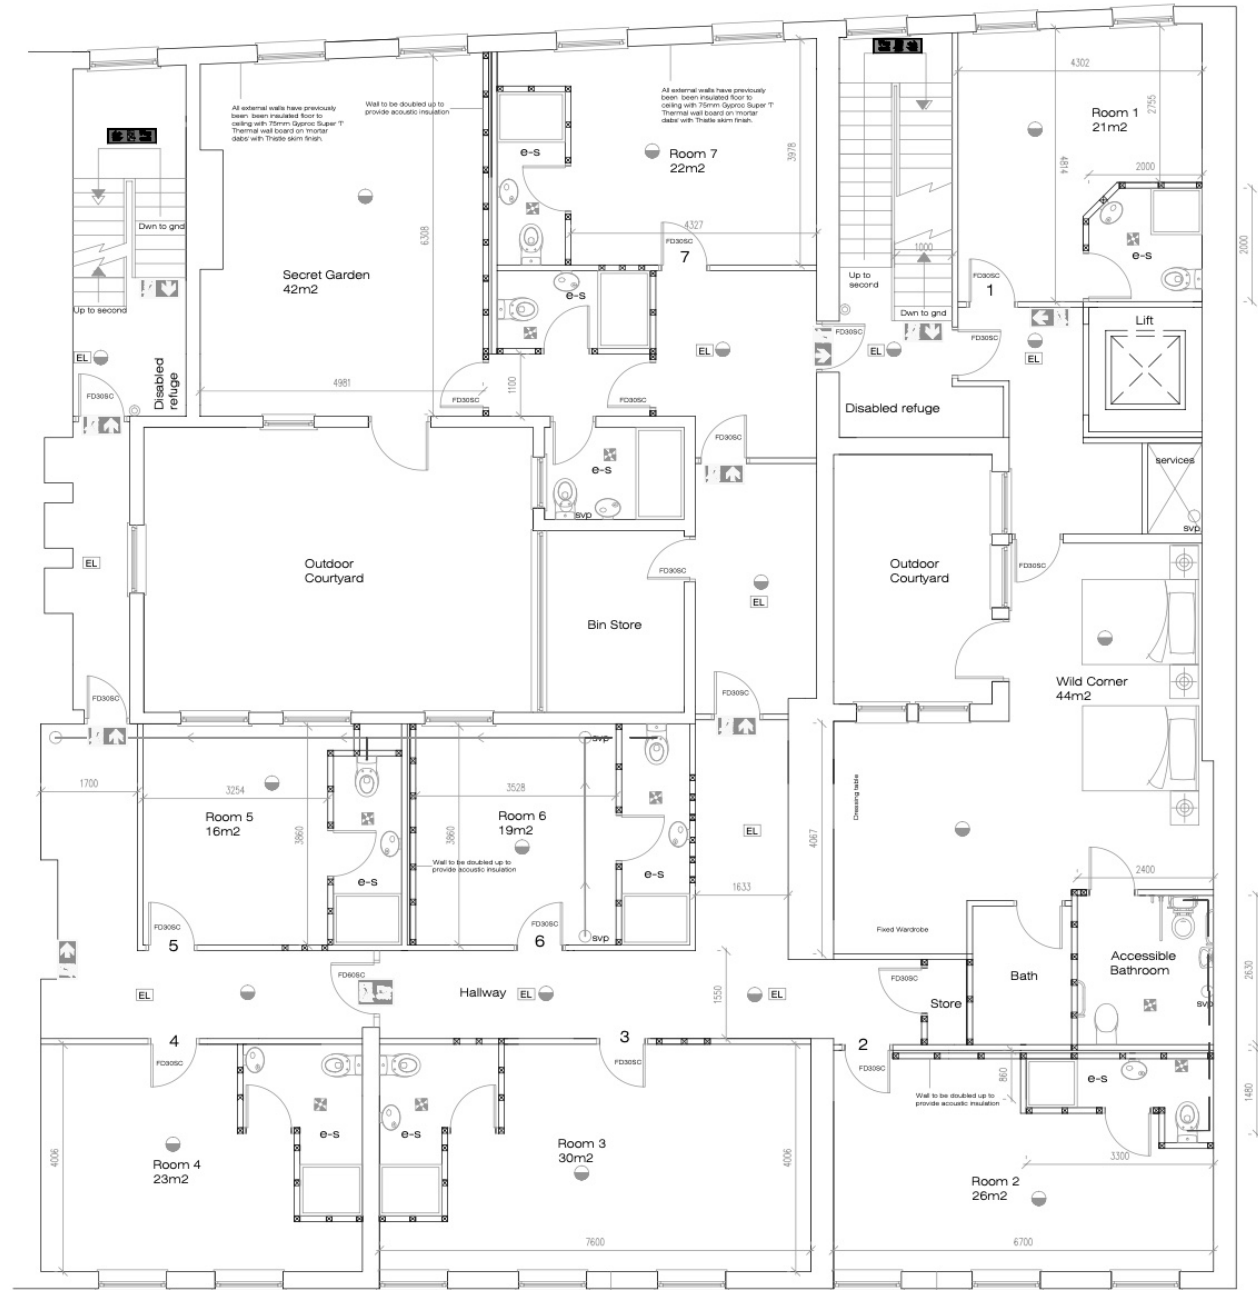 All external walls have previously
been  been insulated floor to
ceiling with 75mm Gyproc Super 'T'
Thermal wall board on 'mortar
dabs' with Thistle skim finish.
Wall to be doubled up to
provide acoustic insulation
All external walls have previously
been  been insulated floor to
ceiling with 75mm Gyproc Super 'T'
Thermal wall board on 'mortar
dabs' with Thistle skim finish.
4302
2755
Room 1
21m2
4814
2000
2000
e-s
FD30SC
1
e-s
Room 7
22m2
3978
4327
FD30SC
7
Dwn to gnd
Up to second
EL
Disabled
refuge
FD30SC
Secret Garden
42m2
6308
4981
FD30SC
e-s
1100
FD30SC
EL
FD30SC
1000
Up to
second
Dwn to gnd
EL
FD30SC
EL
Lift
Disabled refuge
FD30SC
e-s
svp
services
svp
EL
Outdoor
Courtyard
Bin Store
FD30SC
EL
Outdoor
Courtyard
FD30SC
Wild Corner
44m2
FD30SC
FD30SC
1700
3254
Room 5
16m2
3860
e-s
FD30SC
5
svp
3528
Room 6
19m2
3860
Wall to be doubled up to
provide acoustic insulation
e-s
FD30SC
6
svp
EL
1633
Dressing table
4067
2400
Fixed Wardrobe
Bath
Accessible
Bathroom
svp
2630
EL
FD60SC
Hallway
EL
1550
EL
FD30SC
Store
4
FD30SC
3
FD30SC
2
FD30SC
4006
Room 4
23m2
e-s
e-s
Room 3
30m2
4006
7600
Wall to be doubled up to
provide acoustic insulation
860
e-s
1480
3300
Room 2
26m2
6700